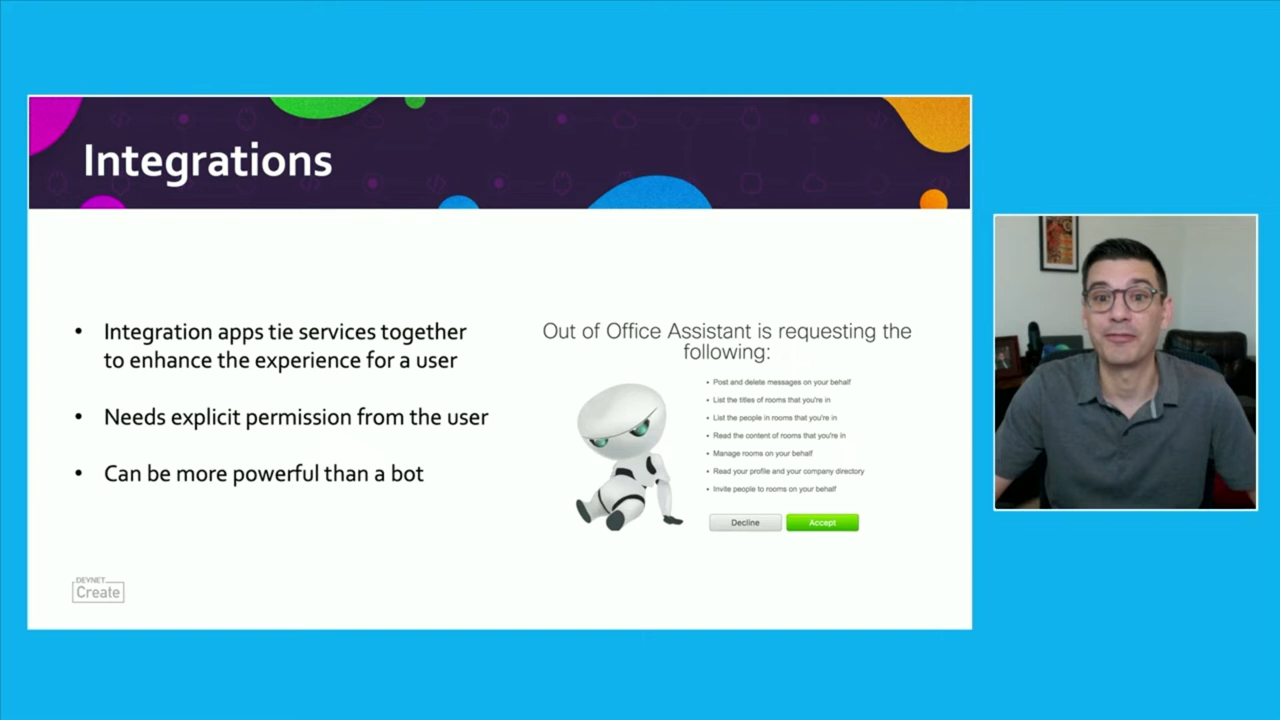 Integrations
• Integration apps tie services together
to enhance the experience for a user
• Needs explicit permission from the user
• Can be more powerful than a bot
Out of Office Assistant is requesting the
following:
• Post and delete messages on your behalf
• List the titles of rooms that you're in
• List the people in rooms that you're in
• Read the content of rooms that you're in
• Manage rooms on your behalf
• Read your profile and your company directory
• Invite people to rooms on your behalf
Decline
Accept
DEVNET
Create